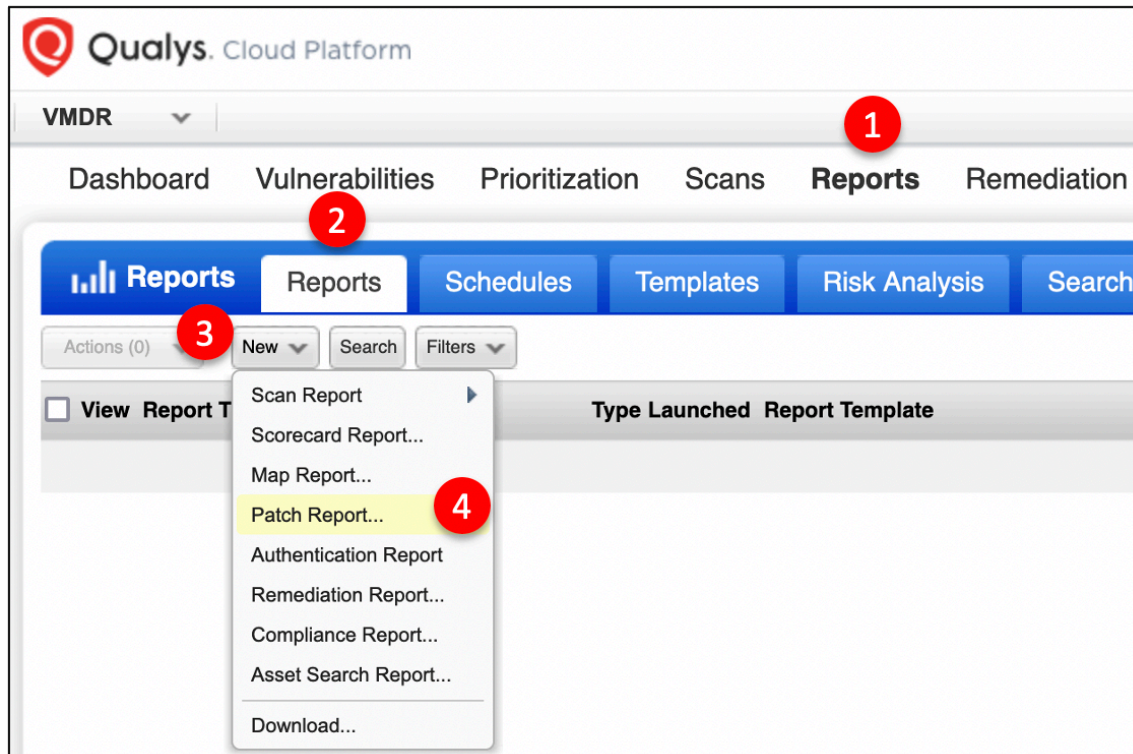 Qualys. Cloud Platform
VMDR
1
Dashboard Vulnerabilities Prioritization Scans Reports Remediation
2
Reports Reports Schedules Templates Risk Analysis Search
3
Actions (0) New Search Filters
View Report T Type Launched Report Template
Scan Report
Scorecard Report...
Map Report...
Patch Report... 4
Authentication Report
Remediation Report...
Compliance Report...
Asset Search Report...
Download...